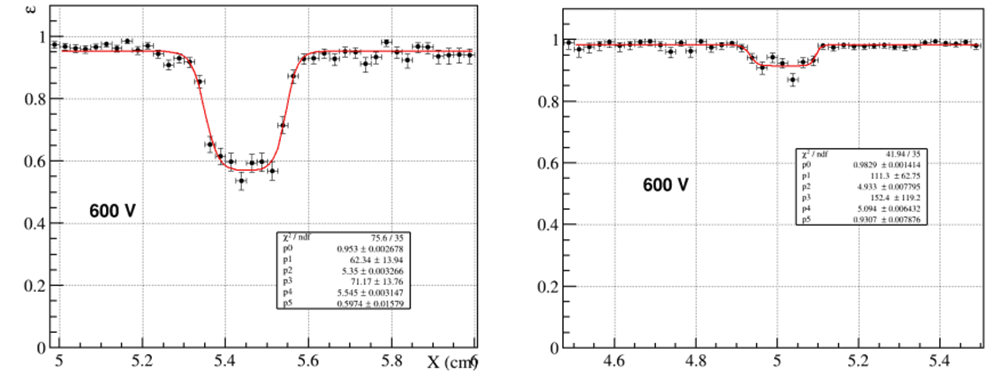 ε
1
0.8
0.6
0.4
0.2
0
600 V
χ²/ ndf 75.6 / 35
p0 0.953 ± 0.002678
p1 62.34 ± 13.94
p2 5.35 ± 0.003266
p3 71.17 ± 13.76
p4 5.545 ± 0.003147
p5 0.5974 ± 0.01579
5 5.2 5.4 5.6 5.8 6
X (cm)
1
0.8
0.6
0.4
0.2
0
600 V
χ²/ ndf 41.94 / 35
p0 0.9829 ± 0.001414
p1 111.3 ± 62.75
p2 4.933 ± 0.007795
p3 152.4 ± 119.2
p4 5.094 ± 0.006432
p5 0.9307 ± 0.007876
4.6 4.8 5 5.2 5.4